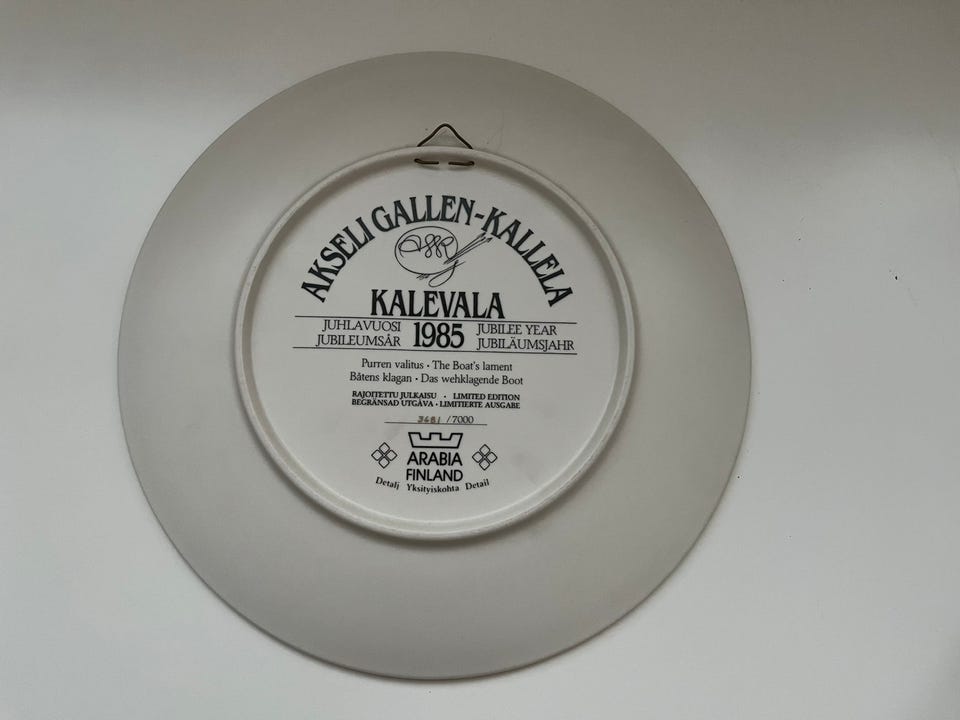 AKSELI GALLEN-KALLELA
KALEVALA
JUHLAVUOSI 1985 JUBILEE YEAR
JUBILEUMSÅR JUBILÄUMSJAHR
Purren valitus · The Boat's lament
Båtens klagan · Das wehklagende Boot
RAJOITETTU JULKAISU · LIMITED EDITION
BEGRÄNSAD UTGÅVA · LIMITIERTE AUSGABE
3481 /7000
ARABIA
FINLAND
Detalj Yksityiskohta Detail